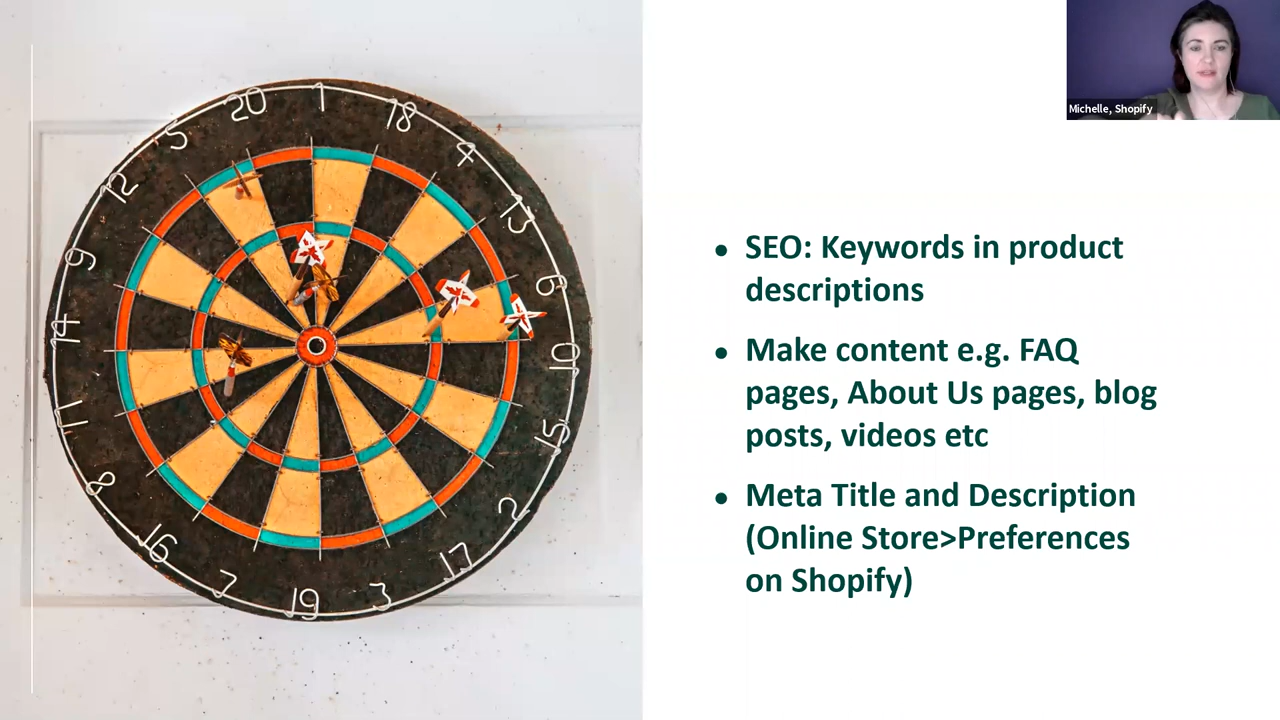 Michelle, Shopify
• SEO: Keywords in product
descriptions
• Make content e.g. FAQ
pages, About Us pages, blog
posts, videos etc
• Meta Title and Description
(Online Store>Preferences
on Shopify)
20
1
18
4
13
6
10
15
2
17
3
19
7
16
8
11
14
9
12
5